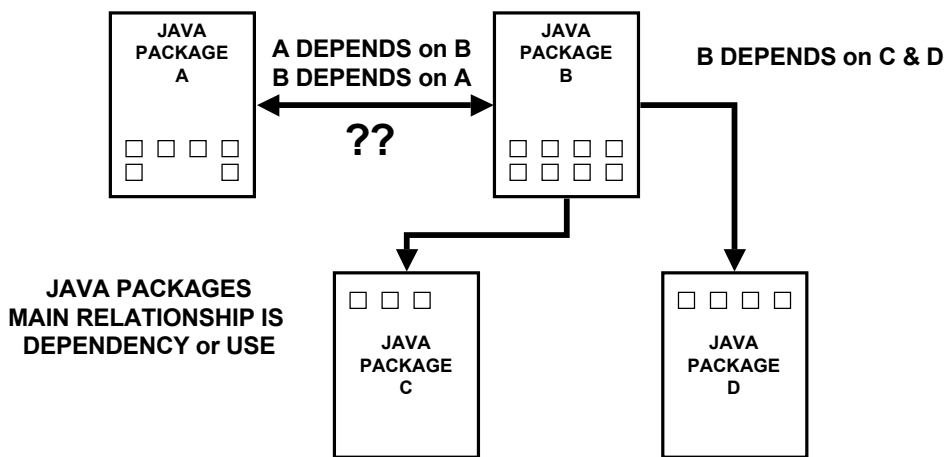 JAVA
PACKAGE
A
A DEPENDS on B
B DEPENDS on A
??
JAVA
PACKAGE
B
B DEPENDS on C & D
JAVA PACKAGES
MAIN RELATIONSHIP IS
DEPENDENCY or USE
JAVA
PACKAGE
C
JAVA
PACKAGE
D